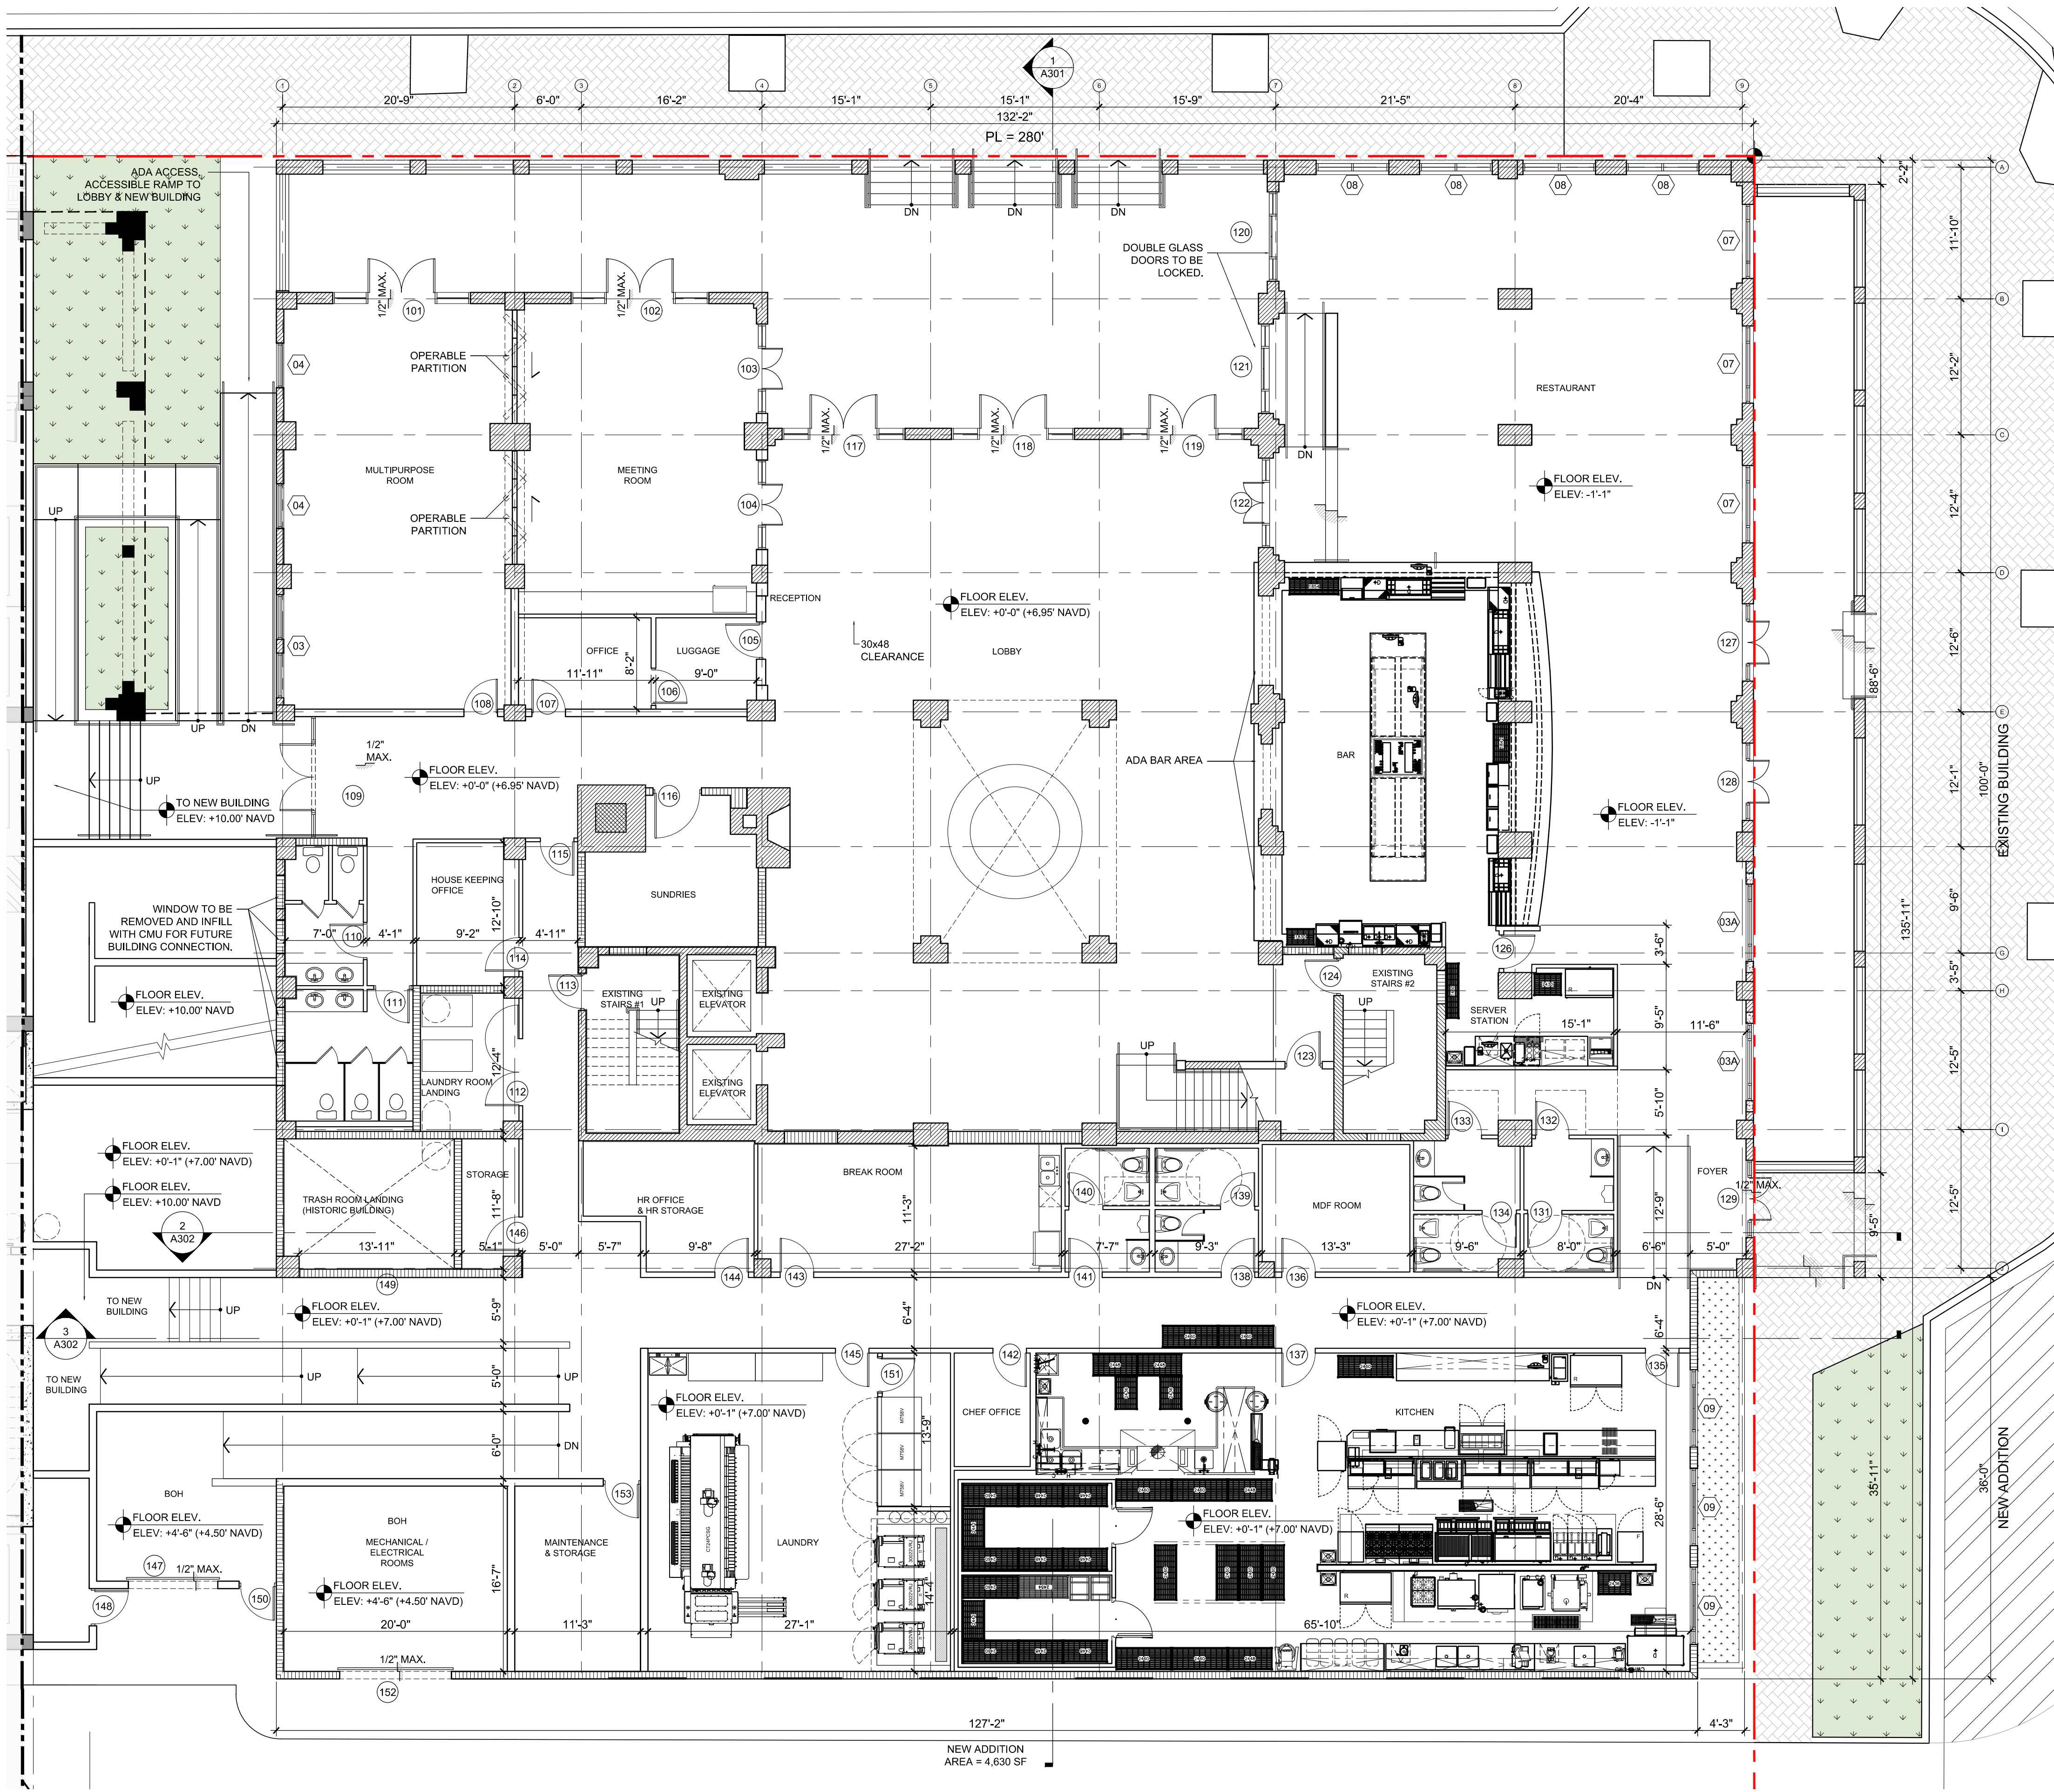 1
A301
1
2
3
4
5
6
7
8
9
20'-9"
6'-0"
16'-2"
15'-1"
15'-1"
15'-9"
21'-5"
20'-4"
132'-2"
PL = 280'
ADA ACCESS,
ACCESSIBLE RAMP TO
LOBBY & NEW BUILDING
DN
DN
DN
08
08
08
08
2'-2"
A
120
DOUBLE GLASS
DOORS TO BE
LOCKED.
07
11'-10"
1/2" MAX.
101
1/2" MAX.
102
B
04
OPERABLE
PARTITION
103
121
07
12'-2"
RESTAURANT
1/2" MAX.
117
1/2" MAX.
118
1/2" MAX.
119
DN
C
MULTIPURPOSE
ROOM
MEETING
ROOM
FLOOR ELEV.
ELEV: -1'-1"
04
104
122
07
12'-4"
UP
OPERABLE
PARTITION
D
RECEPTION
FLOOR ELEV.
ELEV: +0'-0" (+6.95' NAVD)
03
OFFICE
8'-2"
LUGGAGE
105
30x48
CLEARANCE
LOBBY
127
12'-6"
11'-11"
9'-0"
106
88'-6"
108
107
UP
DN
E
1/2"
MAX.
ADA BAR AREA
BAR
UP
FLOOR ELEV.
ELEV: +0'-0" (+6.95' NAVD)
109
116
128
12'-1"
100'-0"
EXISTING BUILDING
TO NEW BUILDING
ELEV: +10.00' NAVD
FLOOR ELEV.
ELEV: -1'-1"
115
HOUSE KEEPING
OFFICE
SUNDRIES
WINDOW TO BE
REMOVED AND INFILL
WITH CMU FOR FUTURE
BUILDING CONNECTION.
12'-10"
7'-0"
110
4'-1"
9'-2"
4'-11"
03A
9'-6"
135'-11"
126
3'-6"
114
G
113
EXISTING
STAIRS #1
UP
EXISTING
ELEVATOR
124
EXISTING
STAIRS #2
UP
3'-5"
H
FLOOR ELEV.
ELEV: +10.00' NAVD
111
R
SERVER
STATION
15'-1"
9'-5"
11'-6"
12'-4"
UP
123
03A
12'-5"
LAUNDRY ROOM
LANDING
112
EXISTING
ELEVATOR
5'-10"
133
132
I
FLOOR ELEV.
ELEV: +0'-1" (+7.00' NAVD)
FLOOR ELEV.
ELEV: +10.00' NAVD
2
A302
TRASH ROOM LANDING
(HISTORIC BUILDING)
STORAGE
11'-8"
HR OFFICE
& HR STORAGE
BREAK ROOM
11'-3"
140
139
MDF ROOM
134
131
12'-9"
FOYER
1/2" MAX.
129
12'-5"
9'-5"
146
13'-11"
5'-1"
5'-0"
5'-7"
9'-8"
27'-2"
7'-7"
9'-3"
13'-3"
9'-6"
8'-0"
6'-6"
5'-0"
149
144
143
141
138
136
DN
J
TO NEW
BUILDING
UP
FLOOR ELEV.
ELEV: +0'-1" (+7.00' NAVD)
5'-9"
6'-4"
FLOOR ELEV.
ELEV: +0'-1" (+7.00' NAVD)
6'-4"
3
A302
145
151
142
137
135
TO NEW
BUILDING
UP
UP
5'-0"
FLOOR ELEV.
ELEV: +0'-1" (+7.00' NAVD)
M75BV
M75BV
M75BV
13'-9"
CHEF OFFICE
KITCHEN
R
09
6'-0"
DN
BOH
153
FLOOR ELEV.
ELEV: +4'-6" (+4.50' NAVD)
BOH
MECHANICAL /
ELECTRICAL
ROOMS
MAINTENANCE
& STORAGE
LAUNDRY
FLOOR ELEV.
ELEV: +0'-1" (+7.00' NAVD)
28'-6"
09
35'-11"
36'-0"
NEW ADDITION
147
1/2" MAX.
148
150
FLOOR ELEV.
ELEV: +4'-6" (+4.50' NAVD)
16'-7"
14'-4"
R
F
09
20'-0"
11'-3"
27'-1"
65'-10"
1/2" MAX.
152
127'-2"
4'-3"
NEW ADDITION
AREA = 4,630 SF